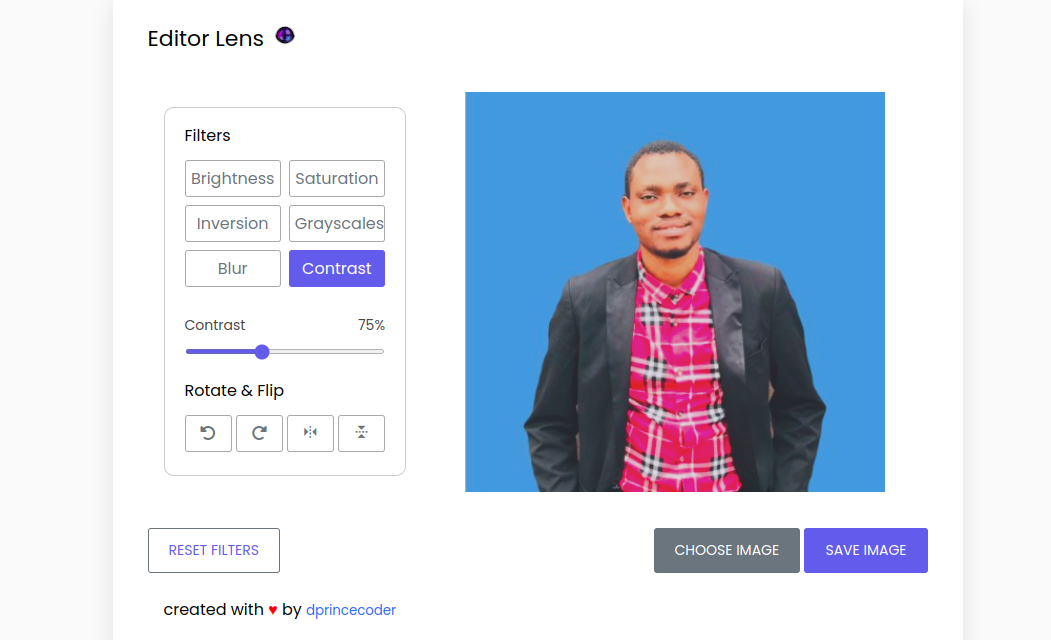 Editor Lens
Filters
Brightness Saturation
Inversion Grayscales
Blur Contrast
Contrast 75%
Rotate & Flip
RESET FILTERS CHOOSE IMAGE SAVE IMAGE
created with ♥ by dprincecoder